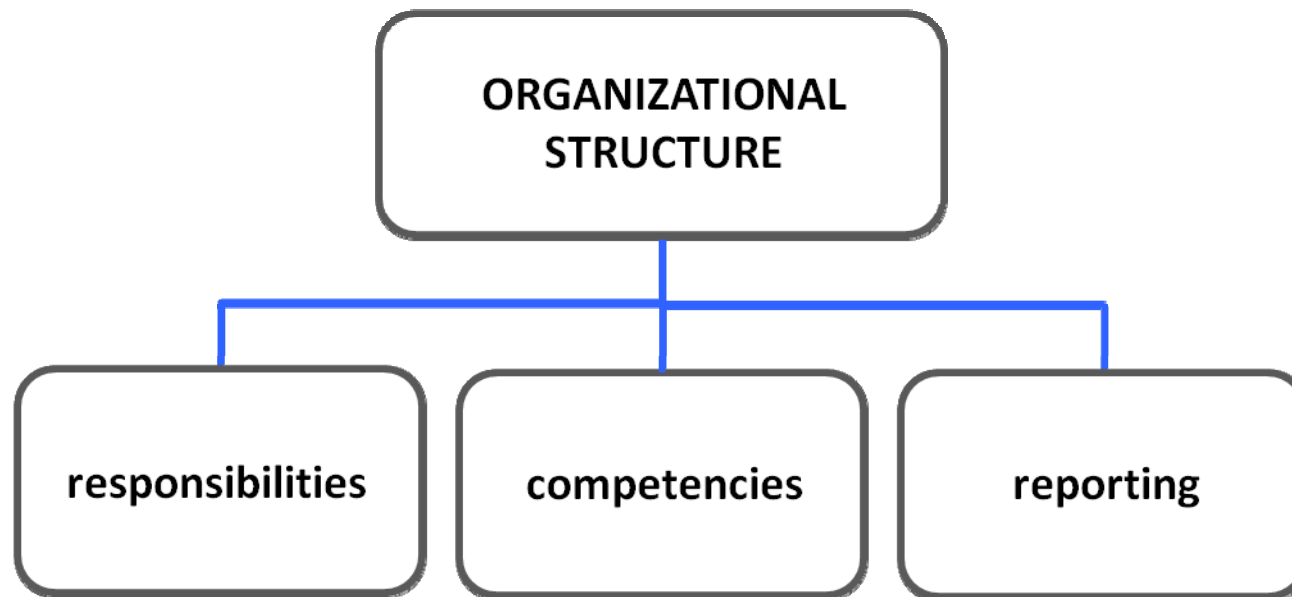 ORGANIZATIONAL
STRUCTURE
responsibilities
competencies
reporting